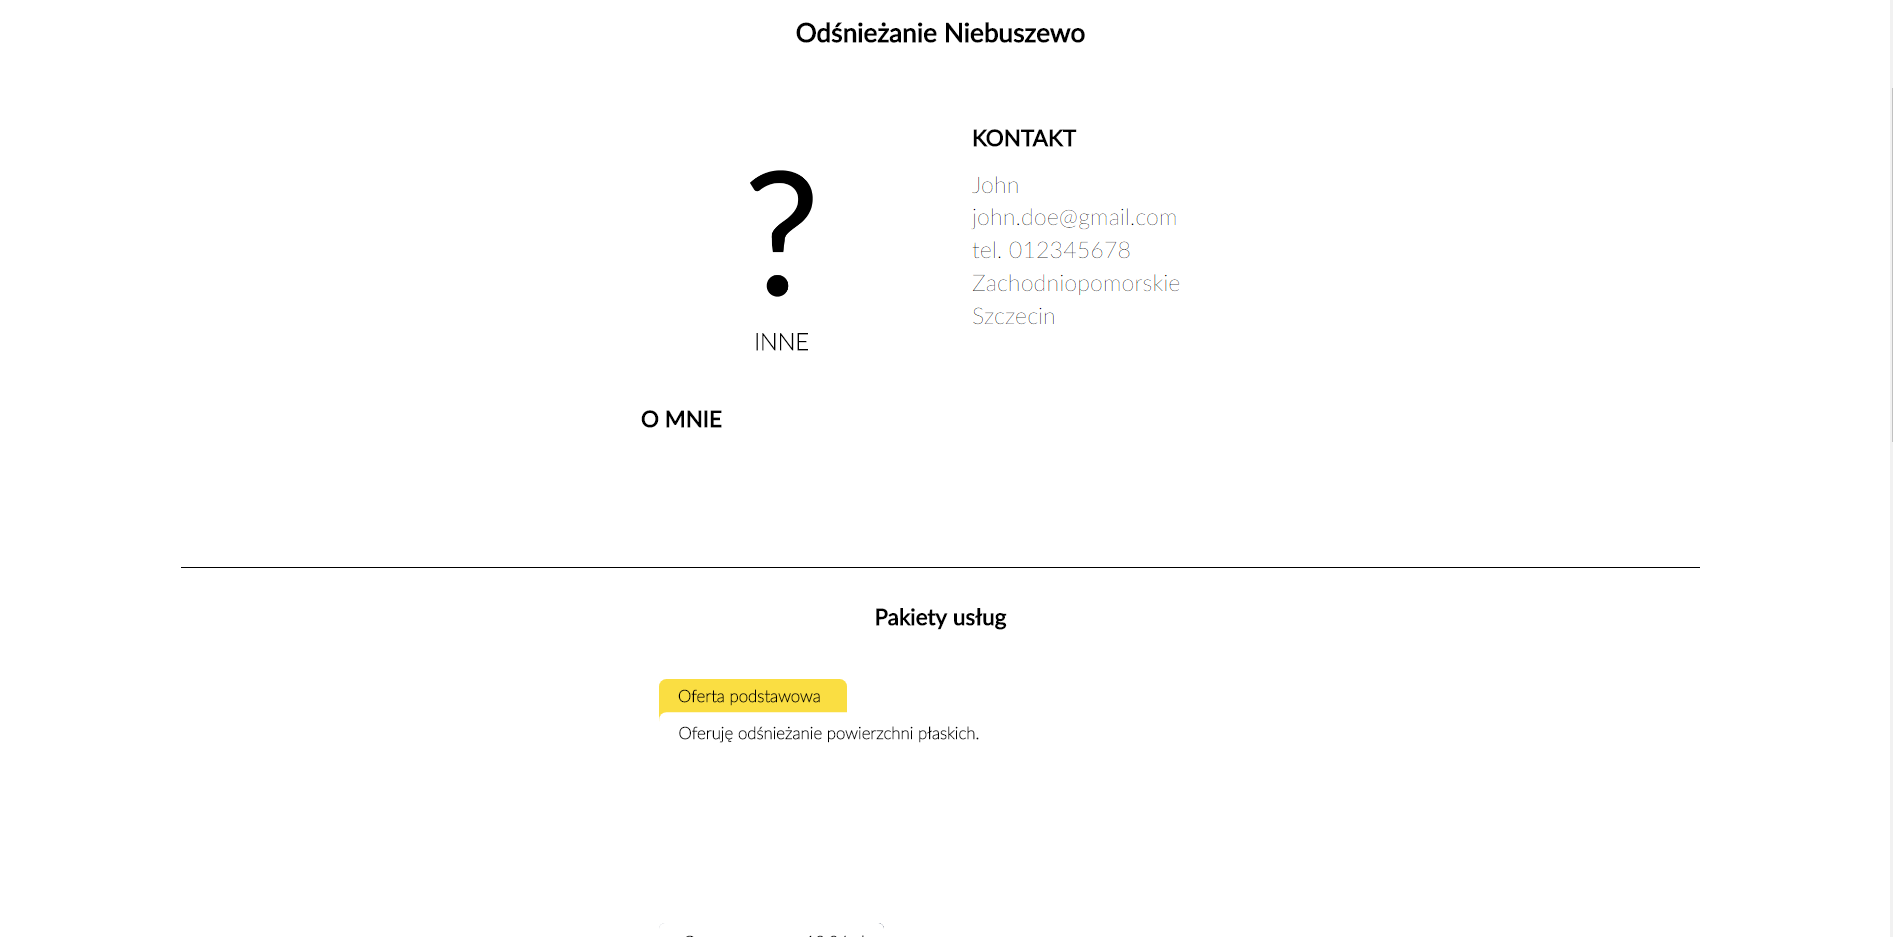 Odśnieżanie Niebuszewo
?
INNE
KONTAKT
John
john.doe@gmail.com
tel. 012345678
Zachodniopomorskie
Szczecin
O MNIE
Pakiety usług
Oferta podstawowa
Oferuję odśnieżanie powierzchni płaskich.